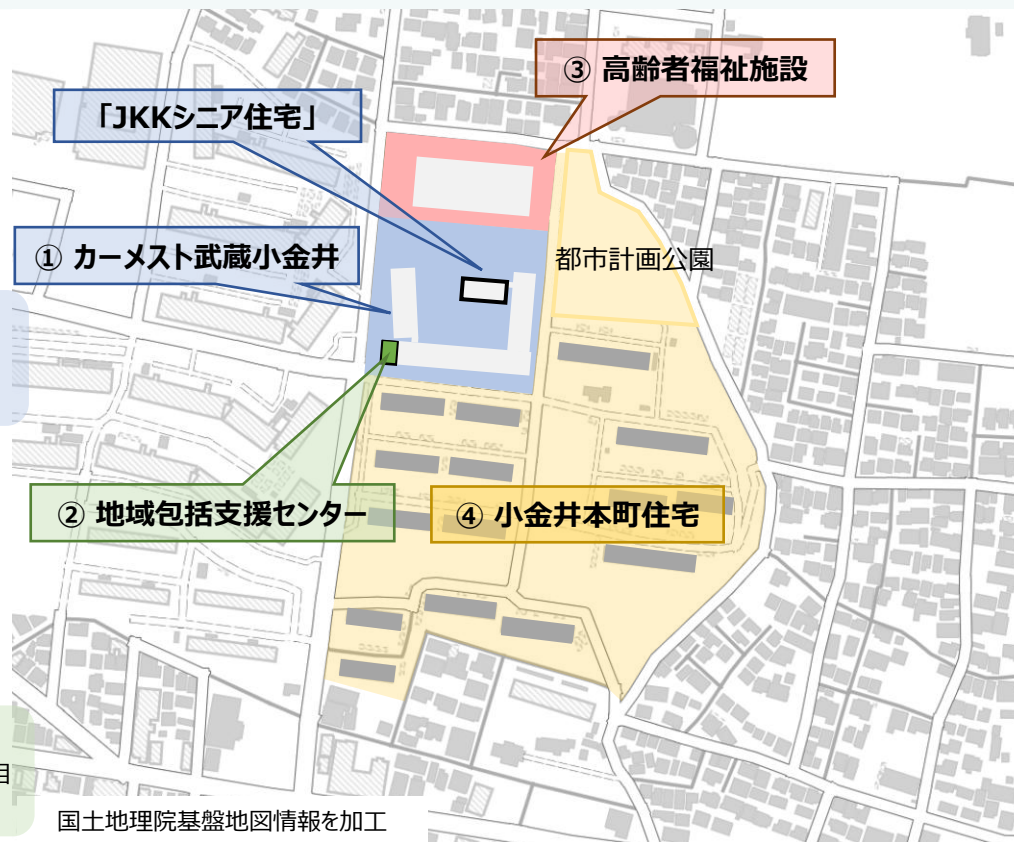 ③ 高齢者福祉施設
「JKKシニア住宅」
① カーメスト武蔵小金井
都市計画公園
② 地域包括支援センター
④ 小金井本町住宅
目
国土地理院基盤地図情報を加工